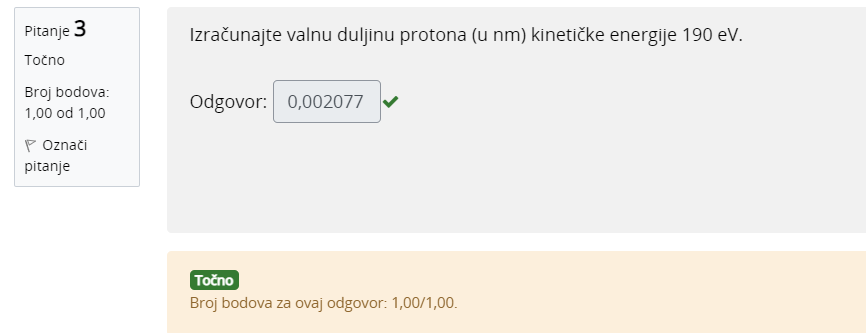 Pitanje 3
Točno
Broj bodova:
1,00 od 1,00
Označi
pitanje
Izračunajte valnu duljinu protona (u nm) kinetičke energije 190 eV.
Odgovor: 0,002077
Točno
Broj bodova za ovaj odgovor: 1,00/1,00.